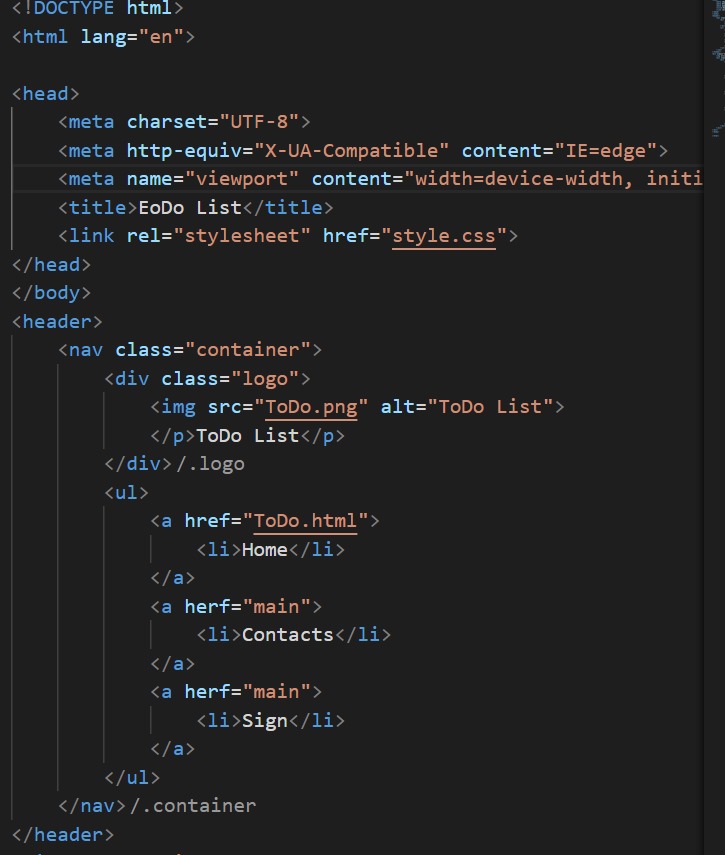 <!DOCTYPE html>
<html lang="en">
<head>
<meta charset="UTF-8">
<meta http-equiv="X-UA-Compatible" content="IE=edge">
<meta name="viewport" content="width=device-width, initi
<title>EoDo List</title>
<link rel="stylesheet" href="style.css">
</head>
</body>
<header>
<nav class="container">
<div class="logo">
<img src="ToDo.png" alt="ToDo List">
</p>ToDo List</p>
</div>/.logo
<ul>
<a href="ToDo.html">
<li>Home</li>
</a>
<a herf="main">
<li>Contacts</li>
</a>
<a herf="main">
<li>Sign</li>
</a>
</ul>
</nav>/.container
</header>